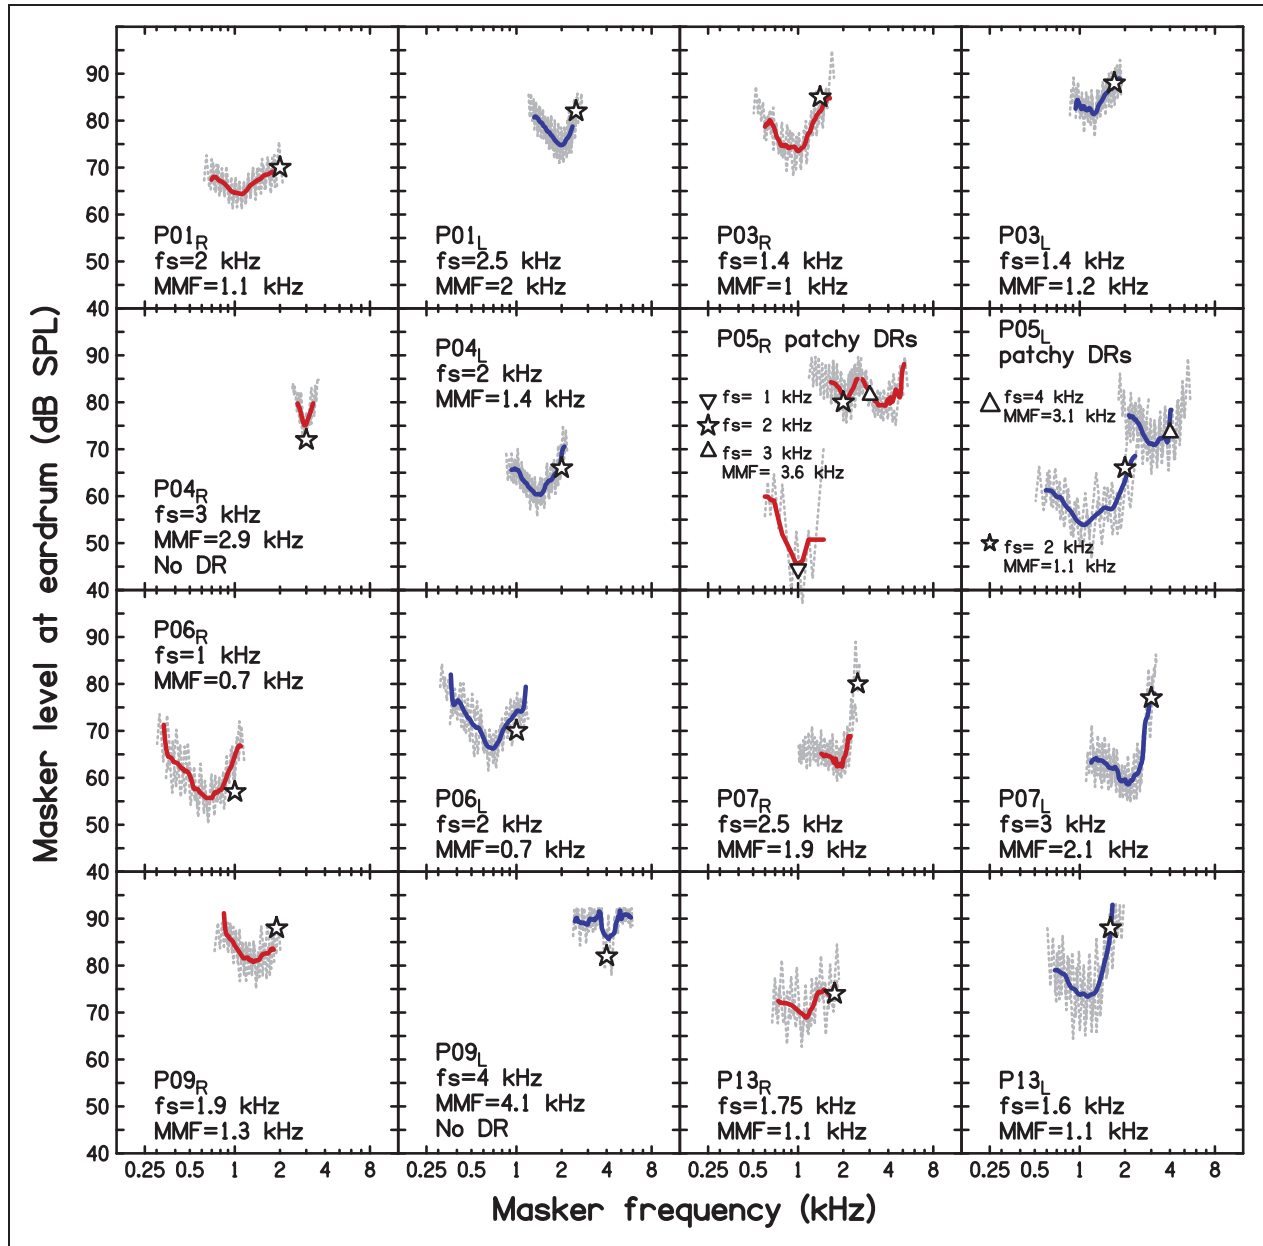 90
80
70
60
50
40
P01R
fs=2 kHz
MMF=1.1 kHz
P01L
fs=2.5 kHz
MMF=2 kHz
P03R
fs=1.4 kHz
MMF=1 kHz
P03L
fs=1.4 kHz
MMF=1.2 kHz
90
80
70
60
50
40
P04R
fs=3 kHz
MMF=2.9 kHz
No DR
P04L
fs=2 kHz
MMF=1.4 kHz
P05R patchy DRs
fs= 1 kHz
fs= 2 kHz
fs= 3 kHz
MMF= 3.6 kHz
P05L
patchy DRs
fs=4 kHz
MMF=3.1 kHz
fs= 2 kHz
MMF=1.1 kHz
90
80
70
60
50
40
P06R
fs=1 kHz
MMF=0.7 kHz
P06L
fs=2 kHz
MMF=0.7 kHz
P07R
fs=2.5 kHz
MMF=1.9 kHz
P07L
fs=3 kHz
MMF=2.1 kHz
90
80
70
60
50
40
P09R
fs=1.9 kHz
MMF=1.3 kHz
P09L
fs=4 kHz
MMF=4.1 kHz
No DR
P13R
fs=1.75 kHz
MMF=1.1 kHz
P13L
fs=1.6 kHz
MMF=1.1 kHz
0.25 0.5 1 2 4 8
0.25 0.5 1 2 4 8
0.25 0.5 1 2 4 8
0.25 0.5 1 2 4 8
Masker frequency (kHz)
Masker level at eardrum (dB SPL)